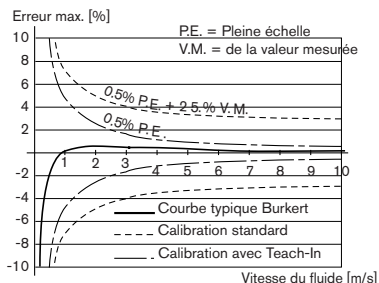 Erreur max. [%]
P.E. = Pleine échelle
V.M. = de la valeur mesurée
10
8
6
4
2
-2
-4
-6
-8
-10
0.5% P.E. + 2.5.% V.M.
0.5% P.E.
1 2 3 4 5 6 7 8 9 10 m/s
Courbe typique Burkert
Calibration standard
Calibration avec Teach-In
Vitesse du fluide [m/s]